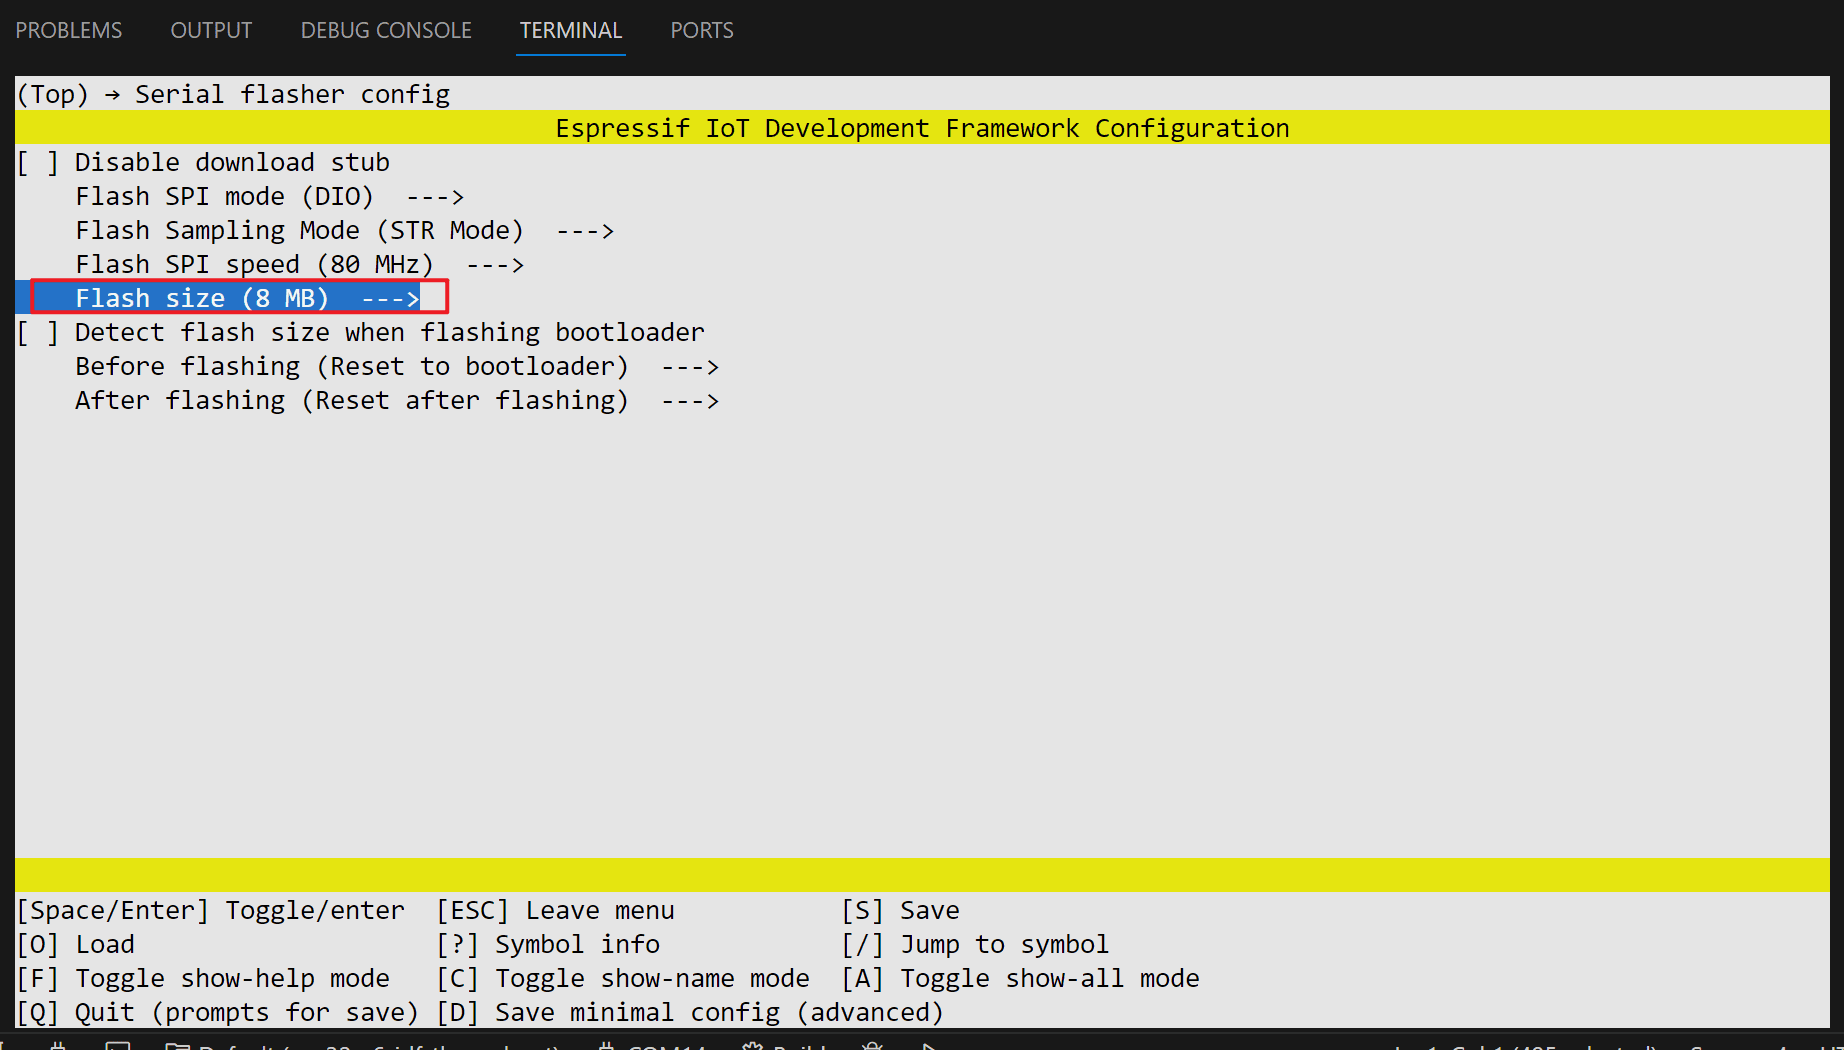 PROBLEMS OUTPUT DEBUG CONSOLE TERMINAL PORTS
(Top) → Serial flasher config
Espressif IoT Development Framework Configuration
[ ] Disable download stub
Flash SPI mode (DIO) --->
Flash Sampling Mode (STR Mode) --->
Flash SPI speed (80 MHz) --->
Flash size (8 MB) --->
[ ] Detect flash size when flashing bootloader
Before flashing (Reset to bootloader) --->
After flashing (Reset after flashing) --->
[Space/Enter] Toggle/enter [ESC] Leave menu [S] Save
[O] Load [?] Symbol info [/] Jump to symbol
[F] Toggle show-help mode [C] Toggle show-name mode [A] Toggle show-all mode
[Q] Quit (prompts for save) [D] Save minimal config (advanced)